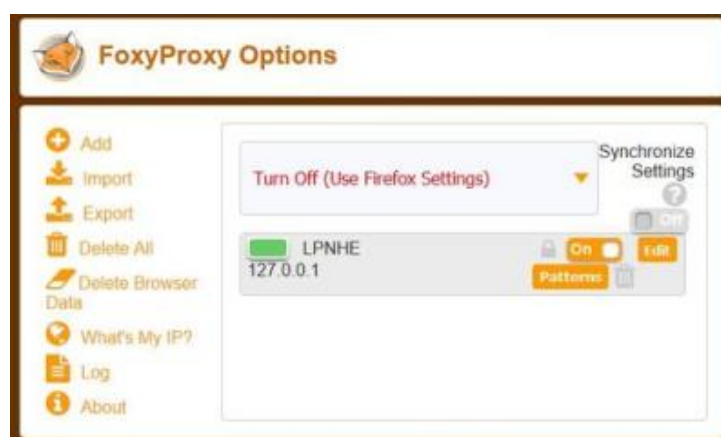 FoxyProxy Options
Add
Import
Export
Delete All
Delete Browser
Data
What's My IP?
Log
About
Turn Off (Use Firefox Settings)
Synchronize
Settings
?
Off
LPNHE
On
Edit
127.0.0.1
Patterns